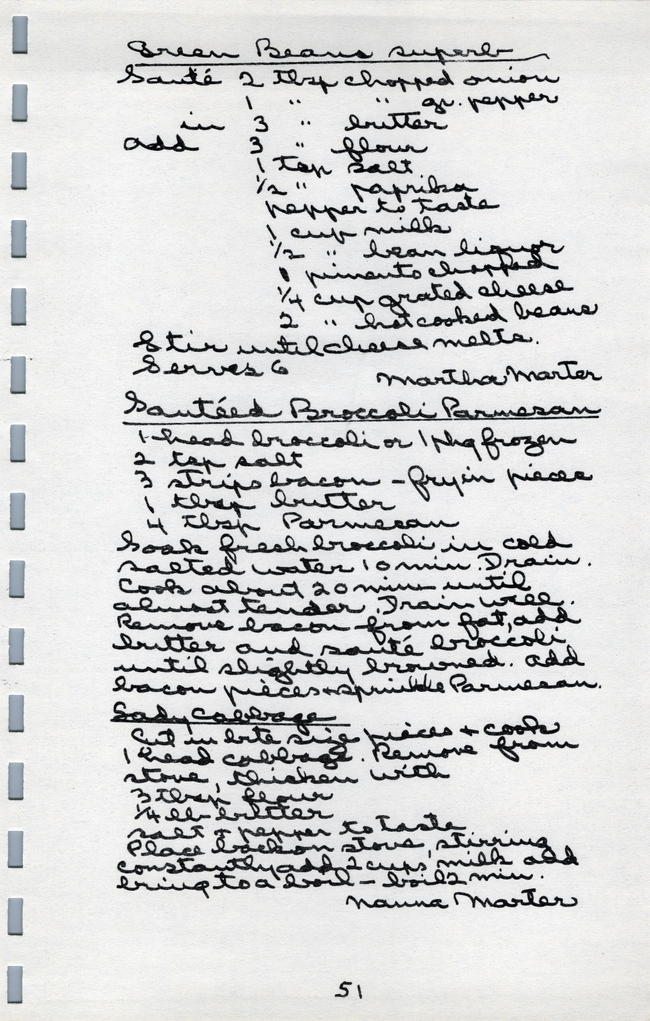 Green Beans superb
Sauté 2 tbsp chopped onion
1 " " gr. pepper
in 3 " butter
add 3 " flour
1 tsp salt
1/2 " paprika
pepper to taste
1 cup milk
1/2 " bean liquor
1 pimento chopped
1/4 cup grated cheese
2 " hot cooked beans
Stir until cheese melts.
Serves 6
Martha Marter
Sautéed Broccoli Parmesan
1 head broccoli or 1 pkg frozen
2 tsp salt
3 strips bacon - fry in pieces
1 tbsp butter
4 tbsp Parmesan
Soak fresh broccoli in cold
salted water 10 min. Drain.
Cook about 20 min until
almost tender. Drain well.
Remove bacon from fat, add
butter and sauté broccoli
until slightly browned. add
bacon pieces + sprinkle Parmesan.
Cabbage
Cut in bite size pieces + cook
1 head cabbage. Remove from
stove, thicken with
3 tbsp flour
1/4 lb butter
salt + pepper to taste
Place back on stove, stirring
constantly add 2 cups milk add
bring to a boil - boil 2 min.
Nanna Marter
51